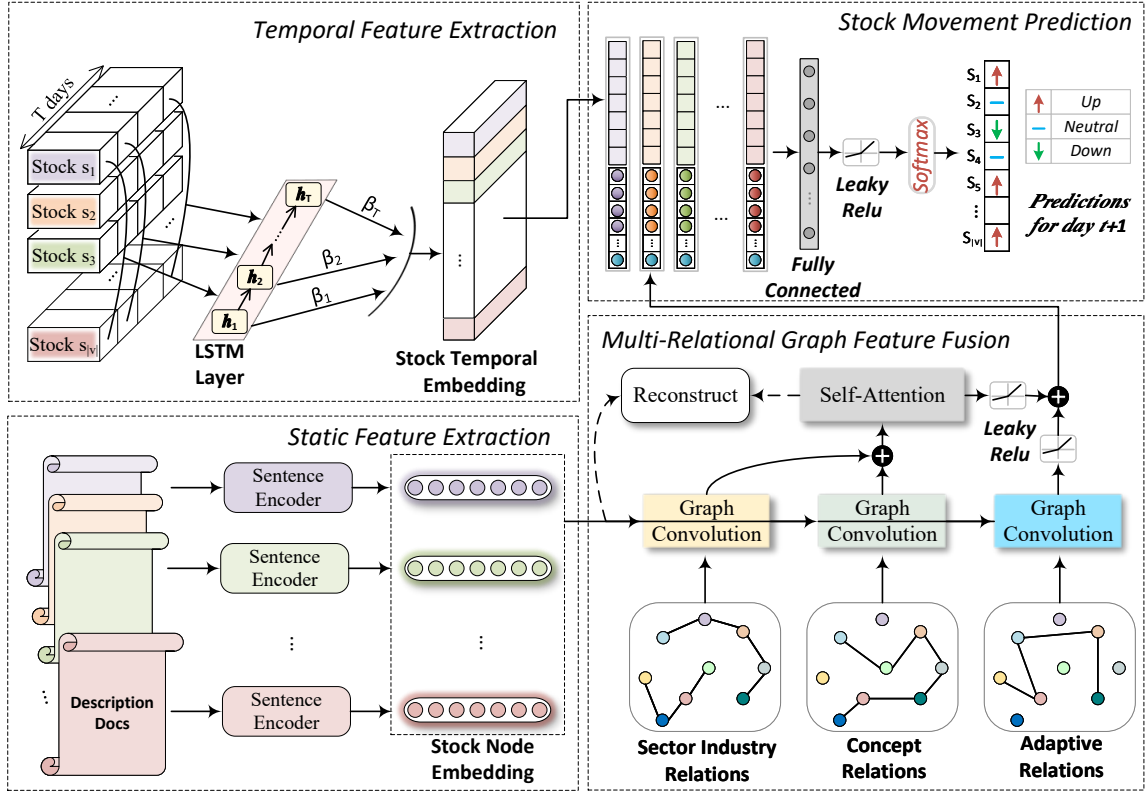 Temporal Feature Extraction
T days
...
Stock s1
Stock s2
Stock s3
Stock s|v|
hT
h2
h1
βT
β2
β1
LSTM
Layer
...
Stock Temporal
Embedding
Stock Movement Prediction
...
...
Fully
Connected
Leaky
Relu
Softmax
S1
S2
S3
S4
S5
S|v|
Up
Neutral
Down
Predictions
for day t+1
Static Feature Extraction
Sentence
Encoder
Sentence
Encoder
Sentence
Encoder
Description
Docs
Stock Node
Embedding
Multi-Relational Graph Feature Fusion
Reconstruct
Self-Attention
Leaky
Relu
Graph
Convolution
Graph
Convolution
Graph
Convolution
Sector Industry
Relations
Concept
Relations
Adaptive
Relations